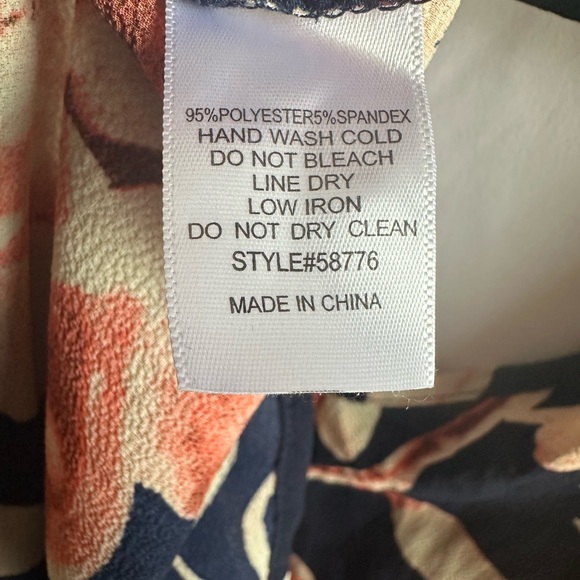 95%POLYESTER5%SPANDEX
HAND WASH COLD
DO NOT BLEACH
LINE DRY
LOW IRON
DO NOT DRY CLEAN
STYLE#58776
MADE IN CHINA